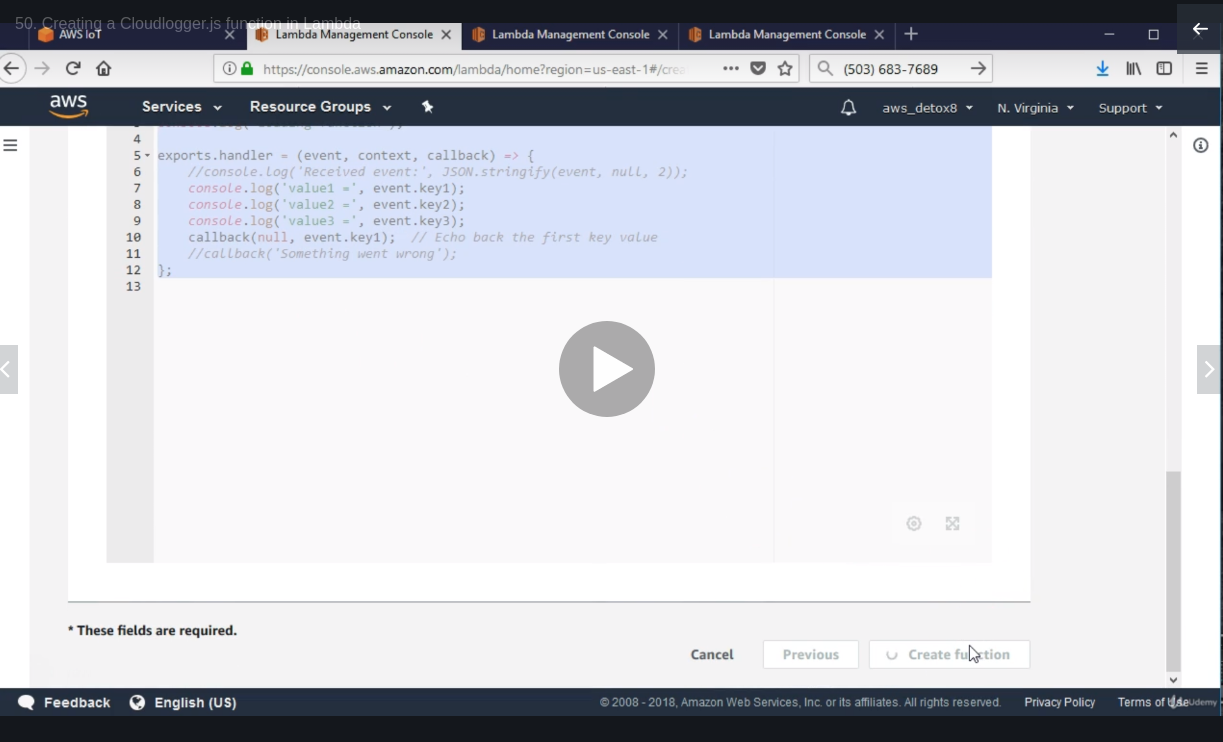 50. Creating a Cloudlogger.js function in Lambda
AWS IoT
Lambda Management Console
Lambda Management Console
Lambda Management Console
https://console.aws.amazon.com/lambda/home?region=us-east-1#/crea
(503) 683-7689
aws
Services
Resource Groups
aws_detox8
N. Virginia
Support
4
5 exports.handler = (event, context, callback) => {
6 //console.log('Received event:', JSON.stringify(event, null, 2));
7 console.log('value1 =', event.key1);
8 console.log('value2 =', event.key2);
9 console.log('value3 =', event.key3);
10 callback(null, event.key1); // Echo back the first key value
11 //callback('Something went wrong');
12 };
13
* These fields are required.
Cancel
Previous
Create function
Feedback
English (US)
© 2008 - 2018, Amazon Web Services, Inc. or its affiliates. All rights reserved.
Privacy Policy
Terms of Use
Udemy